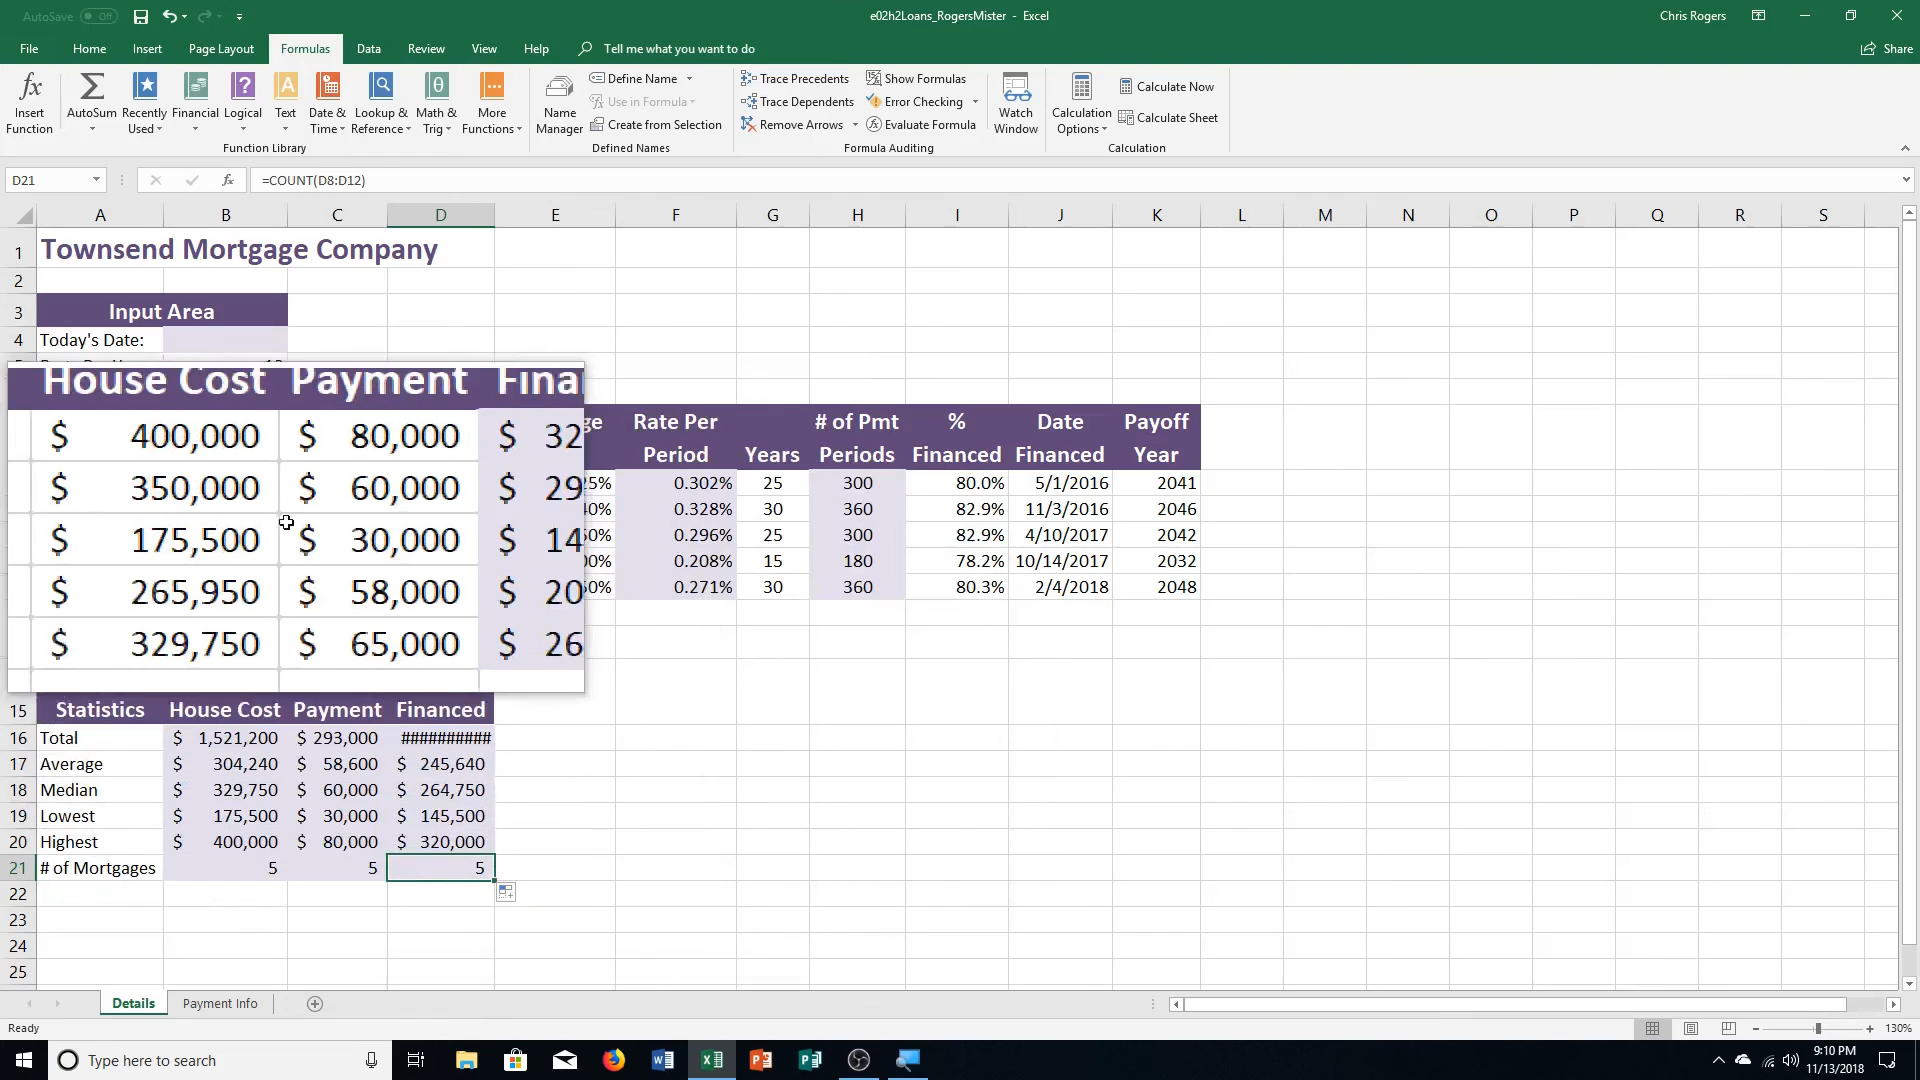 AutoSave Off
e02h2Loans_RogersMister - Excel
Chris Rogers
File Home Insert Page Layout Formulas Data Review View Help Tell me what you want to do Share
Insert Function
AutoSum
Recently Used
Financial
Logical
Text
Date & Time
Lookup & Reference
Math & Trig
More Functions
Function Library
Name Manager
Define Name
Use in Formula
Create from Selection
Defined Names
Trace Precedents
Trace Dependents
Remove Arrows
Show Formulas
Error Checking
Evaluate Formula
Formula Auditing
Watch Window
Calculation Options
Calculate Now
Calculate Sheet
Calculation
D21 fx =COUNT(D8:D12)
A B C D E F G H I J K L M N O P Q R S
1 Townsend Mortgage Company
2
3 Input Area
4 Today's Date:
House Cost Payment Fina
$ 400,000 $ 80,000 $ 32
$ 350,000 $ 60,000 $ 29
$ 175,500 $ 30,000 $ 14
$ 265,950 $ 58,000 $ 20
$ 329,750 $ 65,000 $ 26
ge Rate Per # of Pmt % Date Payoff
Period Years Periods Financed Financed Year
25% 0.302% 25 300 80.0% 5/1/2016 2041
40% 0.328% 30 360 82.9% 11/3/2016 2046
50% 0.296% 25 300 82.9% 4/10/2017 2042
00% 0.208% 15 180 78.2% 10/14/2017 2032
50% 0.271% 30 360 80.3% 2/4/2018 2048
15 Statistics House Cost Payment Financed
16 Total $ 1,521,200 $ 293,000 ##########
17 Average $ 304,240 $ 58,600 $ 245,640
18 Median $ 329,750 $ 60,000 $ 264,750
19 Lowest $ 175,500 $ 30,000 $ 145,500
20 Highest $ 400,000 $ 80,000 $ 320,000
21 # of Mortgages 5 5 5
22
23
24
25
Details Payment Info
Ready
130%
Type here to search
9:10 PM
11/13/2018